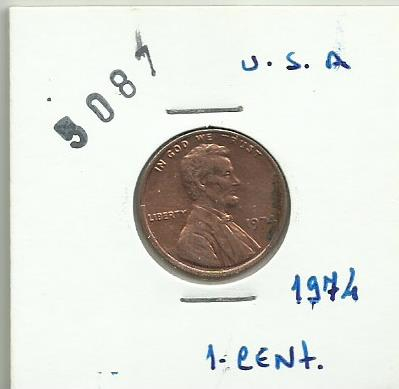 5087
U.S.A
IN GOD WE TRUST
LIBERTY 1974
1974
1-CENT.